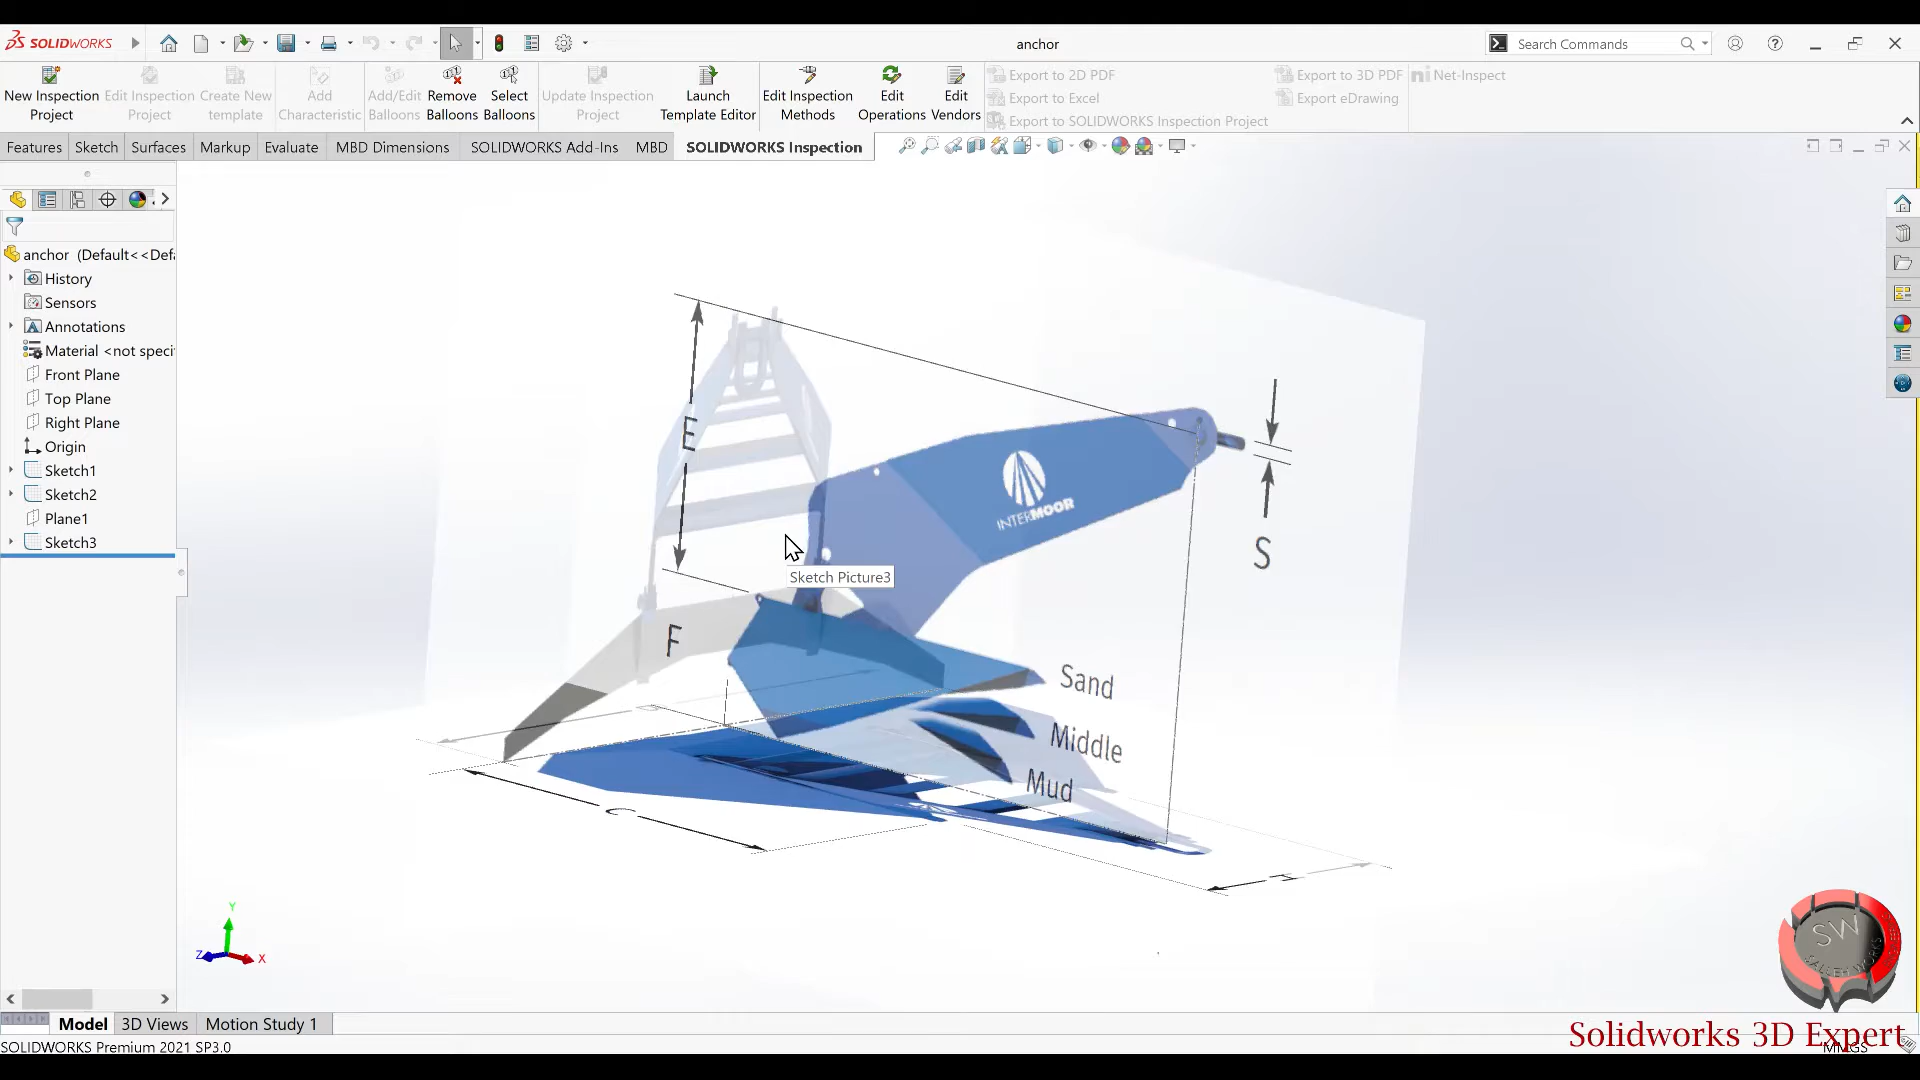 SOLIDWORKS
anchor
Search Commands
New Inspection Project
Edit Inspection Project
Create New template
Add Characteristic
Add/Edit Balloons
Remove Balloons
Select Balloons
Update Inspection Project
Launch Template Editor
Edit Inspection Methods
Edit Operations
Edit Vendors
Export to 2D PDF
Export to Excel
Export to SOLIDWORKS Inspection Project
Export to 3D PDF
Export eDrawing
Net-Inspect
Features
Sketch
Surfaces
Markup
Evaluate
MBD Dimensions
SOLIDWORKS Add-Ins
MBD
SOLIDWORKS Inspection
anchor (Default<<Defa
History
Sensors
Annotations
Material <not speci
Front Plane
Top Plane
Right Plane
Origin
Sketch1
Sketch2
Plane1
Sketch3
E
INTERMOOR
S
Sketch Picture3
F
Sand
Middle
Mud
C
H
Y
Z
X
SW
Model
3D Views
Motion Study 1
SOLIDWORKS Premium 2021 SP3.0
Solidworks 3D Expert
MMGS